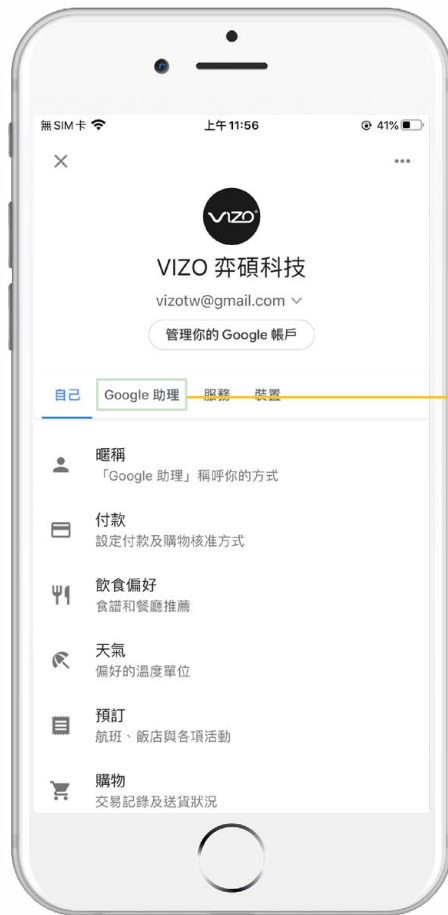 無SIM卡 上午11:56 41%
VIZO
VIZO 弈碩科技
vizotw@gmail.com
管理你的 Google 帳戶
自己 Google 助理 服務 裝置
暱稱
「Google 助理」稱呼你的方式
付款
設定付款及購物核准方式
飲食偏好
食譜和餐廳推薦
天氣
偏好的溫度單位
預訂
航班、飯店與各項活動
購物
交易記錄及送貨狀況